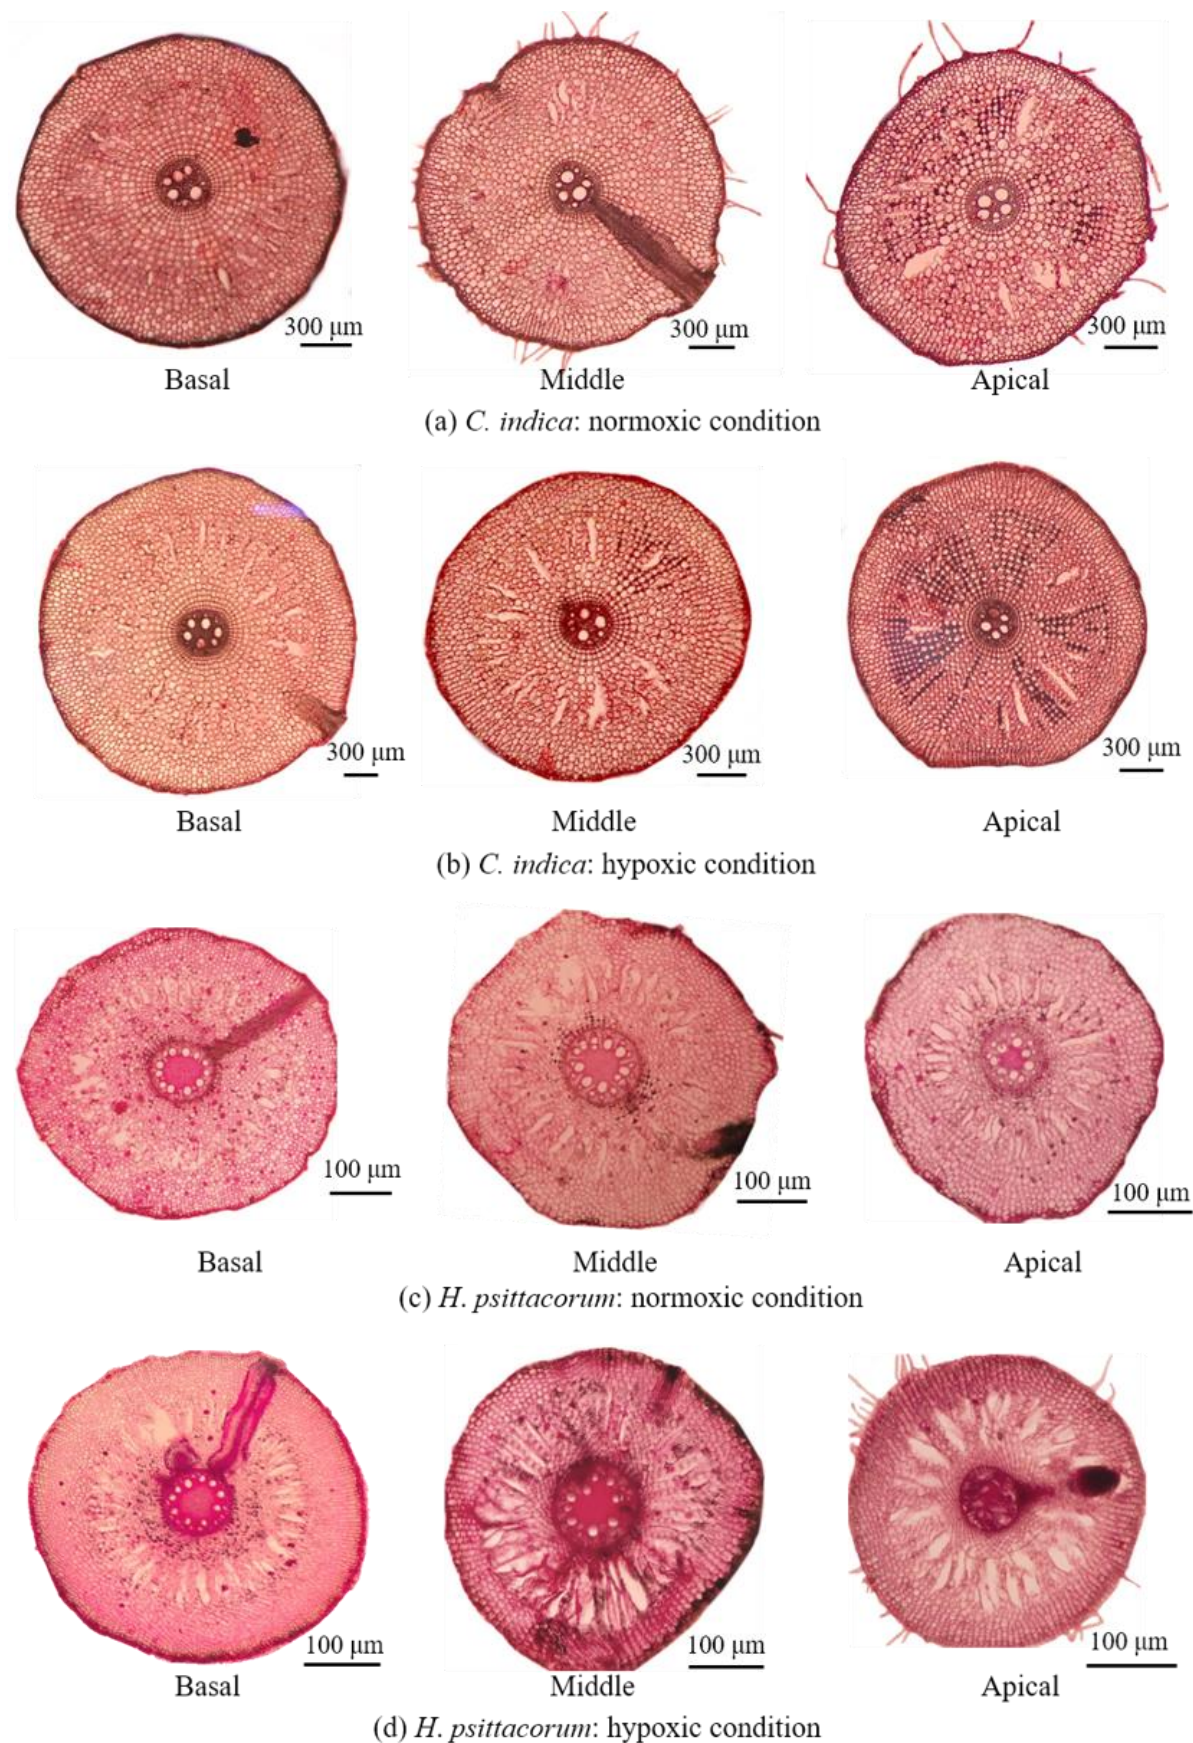 300 μm 300 μm 300 μm
Basal Middle Apical
(a) C. indica: normoxic condition
300 μm 300 μm 300 μm
Basal Middle Apical
(b) C. indica: hypoxic condition
100 μm 100 μm 100 μm
Basal Middle Apical
(c) H. psittacorum: normoxic condition
100 μm 100 μm 100 μm
Basal Middle Apical
(d) H. psittacorum: hypoxic condition